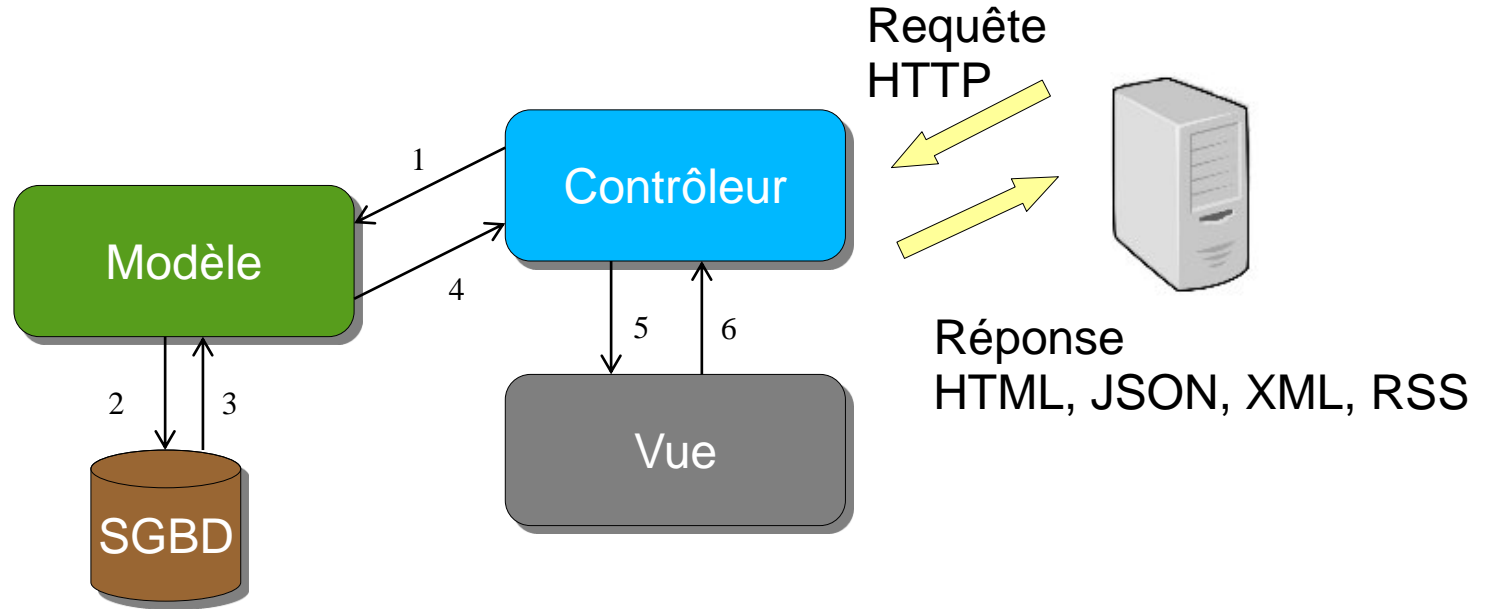 Requête
HTTP
1
Contrôleur
Modèle
4
5
6
Réponse
HTML, JSON, XML, RSS
2
3
Vue
SGBD